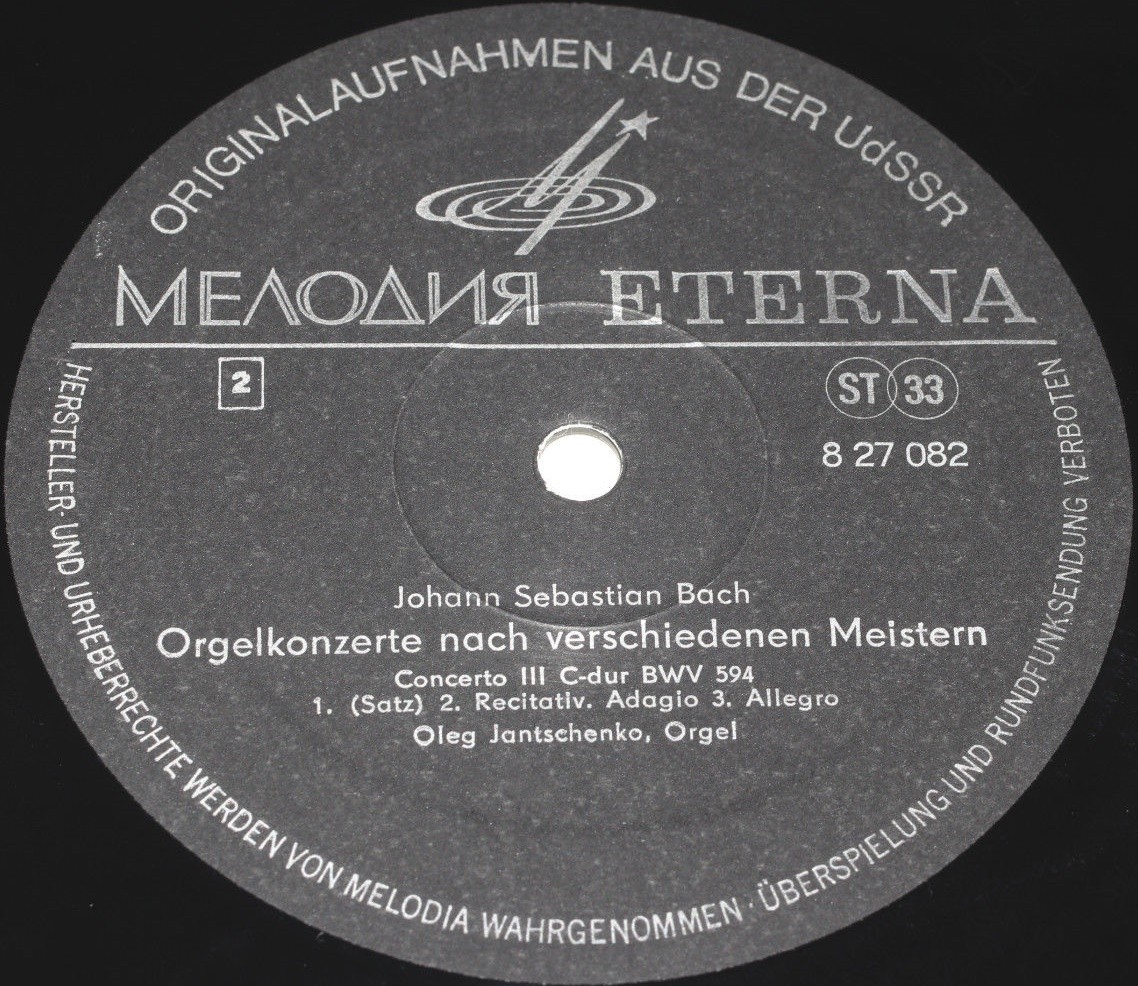 ORIGINALAUFNAHMEN AUS DER UdSSR
МЕЛОДИЯ ETERNA
2
ST 33
8 27 082
Johann Sebastian Bach
Orgelkonzerte nach verschiedenen Meistern
Concerto III C-dur BWV 594
1. (Satz) 2. Recitativ. Adagio 3. Allegro
Oleg Jantschenko, Orgel
HERSTELLER- UND URHEBERRECHTE WERDEN VON MELODIA WAHRGENOMMEN · ÜBERSPIELUNG UND RUNDFUNKSENDUNG VERBOTEN